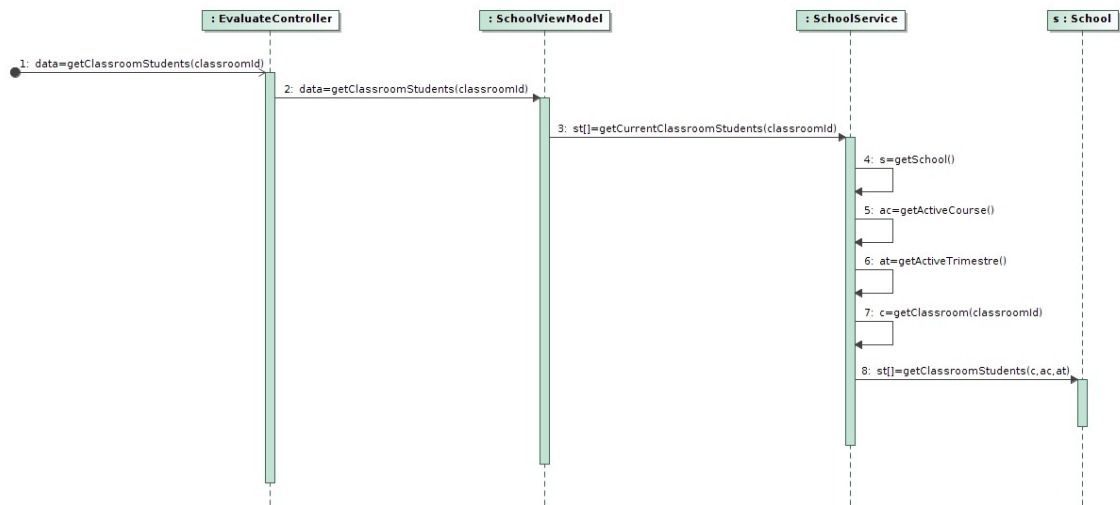 : EvaluateController
: SchoolViewModel
: SchoolService
s : School
1: data=getClassroomStudents(classroomId)
2: data=getClassroomStudents(classroomId)
3: st[]=getCurrentClassroomStudents(classroomId)
4: s=getSchool()
5: ac=getActiveCourse()
6: at=getActiveTrimestre()
7: c=getClassroom(classroomId)
8: st[]=getClassroomStudents(c,ac,at)